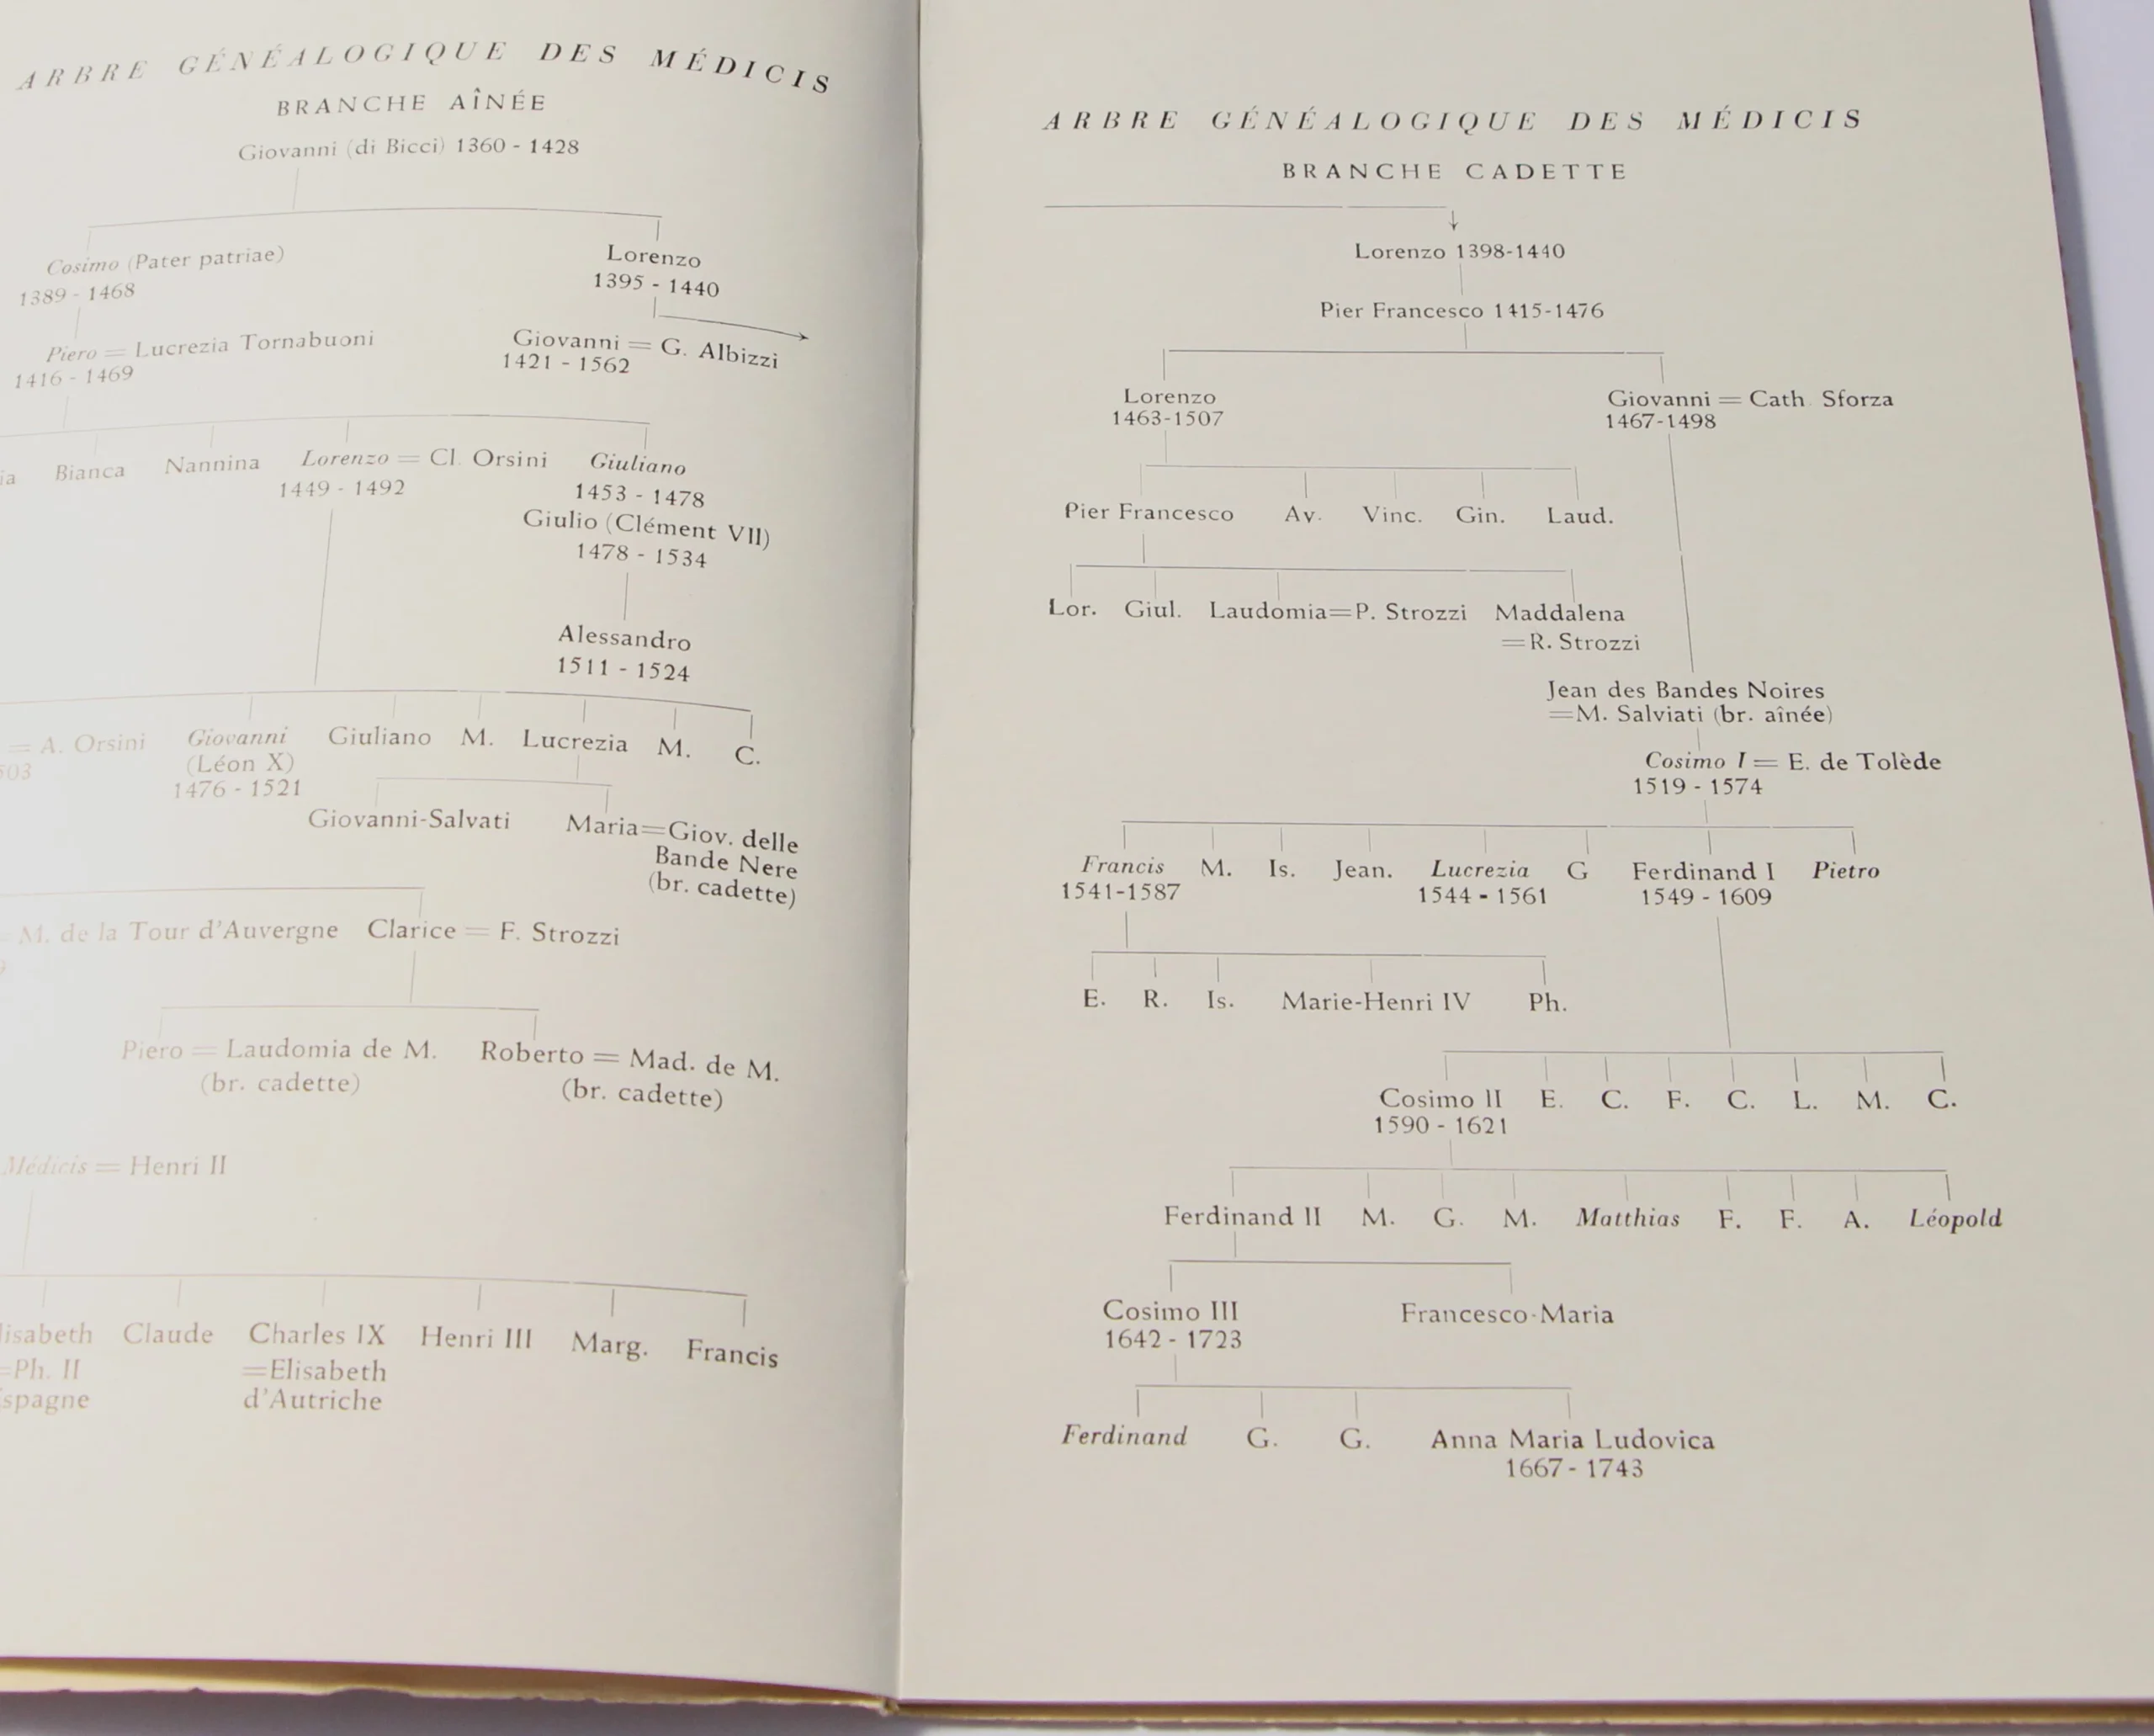 ARBRE GÉNÉALOGIQUE DES MÉDICIS
BRANCHE AÎNÉE
Giovanni (di Bicci) 1360 - 1428
Cosimo (Pater patriae) Lorenzo
1389 - 1468 1395 - 1440
Piero = Lucrezia Tornabuoni Giovanni = G. Albizzi
1416 - 1469 1421 - 1562
Bianca Nannina Lorenzo = Cl. Orsini Giuliano
1449 - 1492 1453 - 1478
Giulio (Clément VII)
1478 - 1534
Alessandro
1511 - 1524
= A. Orsini Giovanni Giuliano M. Lucrezia M. C.
(Léon X)
1476 - 1521
Giovanni-Salvati Maria=Giov. delle
Bande Nere
(br. cadette)
= M. de la Tour d'Auvergne Clarice = F. Strozzi
Piero = Laudomia de M. Roberto = Mad. de M.
(br. cadette) (br. cadette)
Médicis = Henri II
lisabeth Claude Charles IX Henri III Marg. Francis
=Ph. II =Elisabeth
spagne d'Autriche
ARBRE GÉNÉALOGIQUE DES MÉDICIS
BRANCHE CADETTE
Lorenzo 1398-1440
Pier Francesco 1415-1476
Lorenzo Giovanni = Cath Sforza
1463-1507 1467-1498
Pier Francesco Av. Vinc. Gin. Laud.
Lor. Giul. Laudomia=P. Strozzi Maddalena
=R. Strozzi
Jean des Bandes Noires
=M. Salviati (br. aînée)
Cosimo I = E. de Tolède
1519 - 1574
Francis M. Is. Jean. Lucrezia G Ferdinand I Pietro
1541-1587 1544 - 1561 1549 - 1609
E. R. Is. Marie-Henri IV Ph.
Cosimo II E. C. F. C. L. M. C.
1590 - 1621
Ferdinand II M. G. M. Matthias F. F. A. Léopold
Cosimo III Francesco-Maria
1642 - 1723
Ferdinand G. G. Anna Maria Ludovica
1667 - 1743